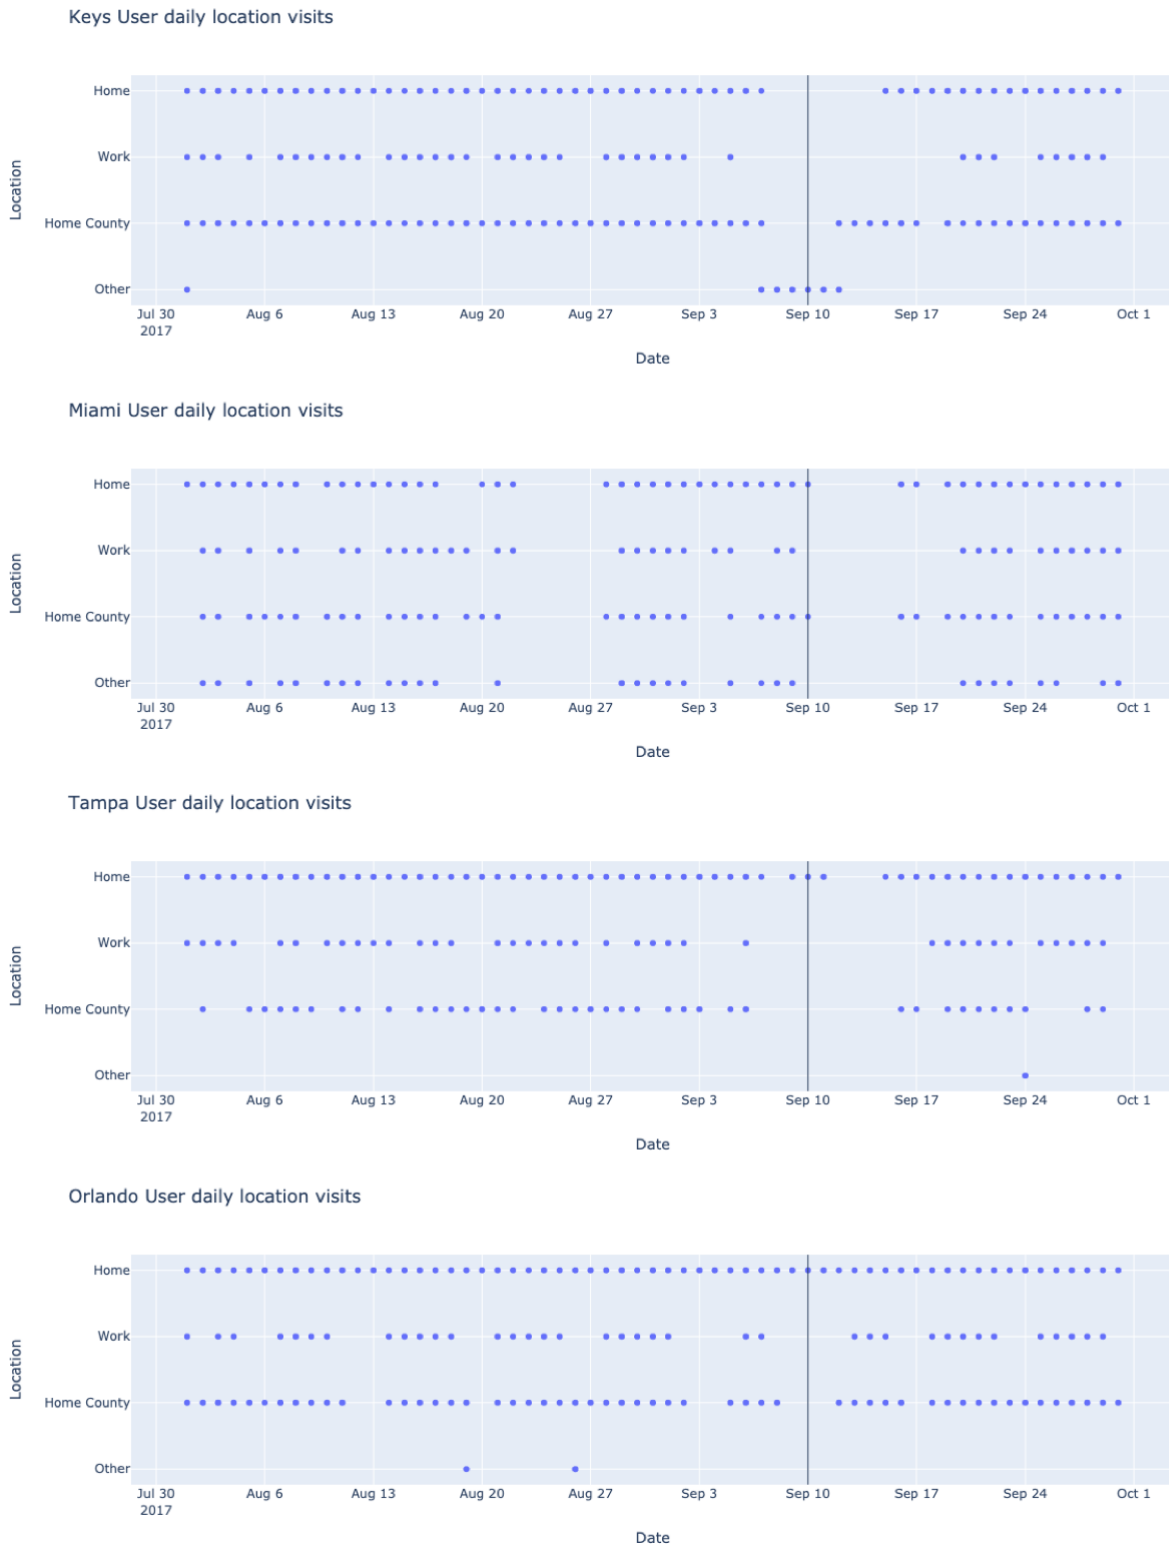 Keys User daily location visits
Home
Work
Home County
Other
Location
Jul 30 Aug 6 Aug 13 Aug 20 Aug 27 Sep 3 Sep 10 Sep 17 Sep 24 Oct 1
2017
Date
Miami User daily location visits
Home
Work
Home County
Other
Location
Jul 30 Aug 6 Aug 13 Aug 20 Aug 27 Sep 3 Sep 10 Sep 17 Sep 24 Oct 1
2017
Date
Tampa User daily location visits
Home
Work
Home County
Other
Location
Jul 30 Aug 6 Aug 13 Aug 20 Aug 27 Sep 3 Sep 10 Sep 17 Sep 24 Oct 1
2017
Date
Orlando User daily location visits
Home
Work
Home County
Other
Location
Jul 30 Aug 6 Aug 13 Aug 20 Aug 27 Sep 3 Sep 10 Sep 17 Sep 24 Oct 1
2017
Date